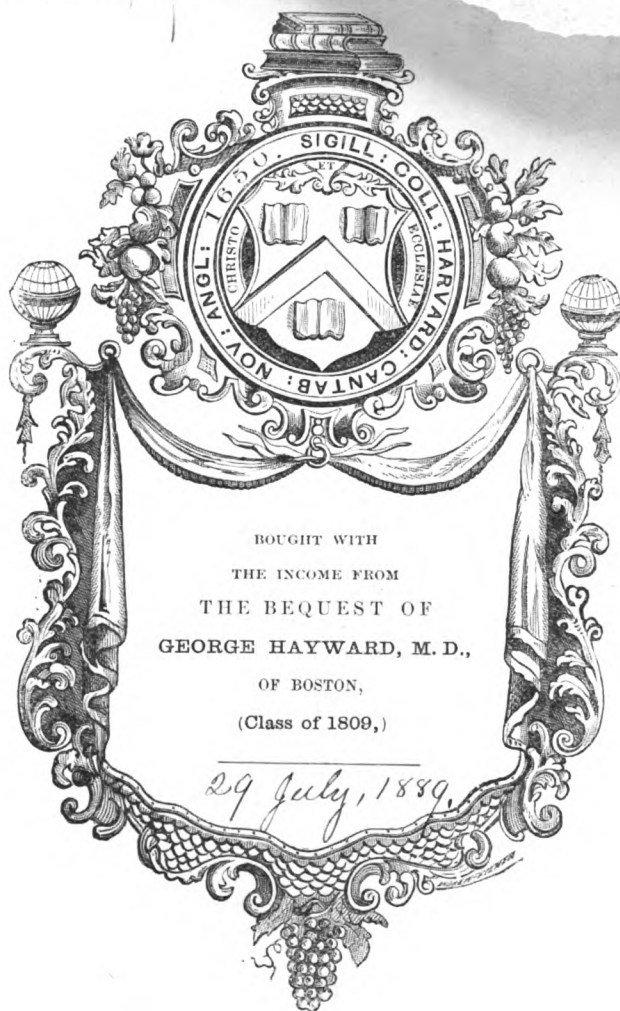 SIGILL: COLL: HARVARD: CANTAB: NOV: ANGL: 1650.
ET
CHRISTO
ECCLESIAE
BOUGHT WITH
THE INCOME FROM
THE BEQUEST OF
GEORGE HAYWARD, M. D.,
OF BOSTON,
(Class of 1809,)
29 July, 1889.